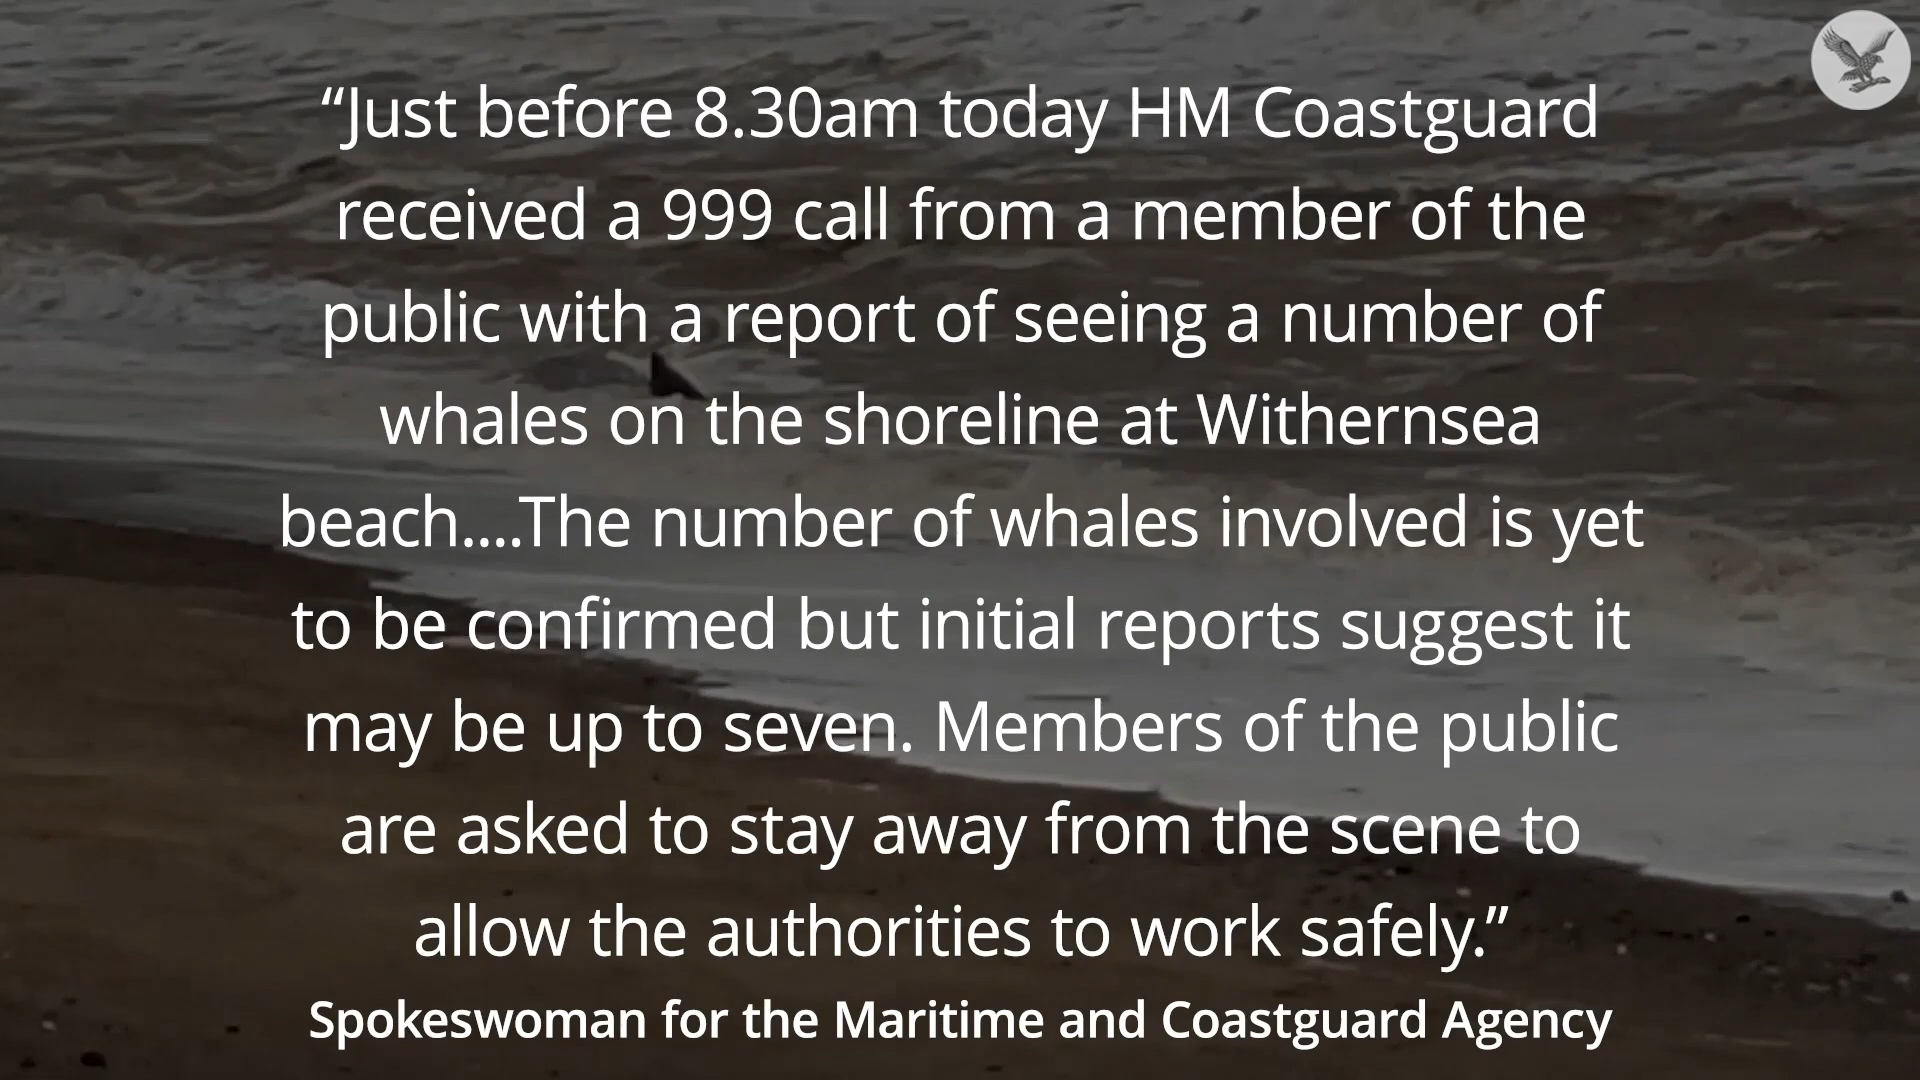 “Just before 8.30am today HM Coastguard
received a 999 call from a member of the
public with a report of seeing a number of
whales on the shoreline at Withernsea
beach....The number of whales involved is yet
to be confirmed but initial reports suggest it
may be up to seven. Members of the public
are asked to stay away from the scene to
allow the authorities to work safely.”
Spokeswoman for the Maritime and Coastguard Agency